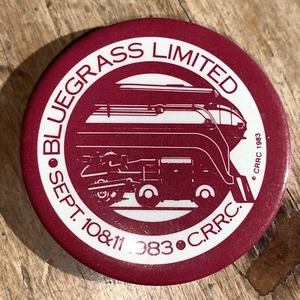 • BLUEGRASS LIMITED
• SEPT. 10&11, 1983 • C.R.R.C.
© CRRC 1983